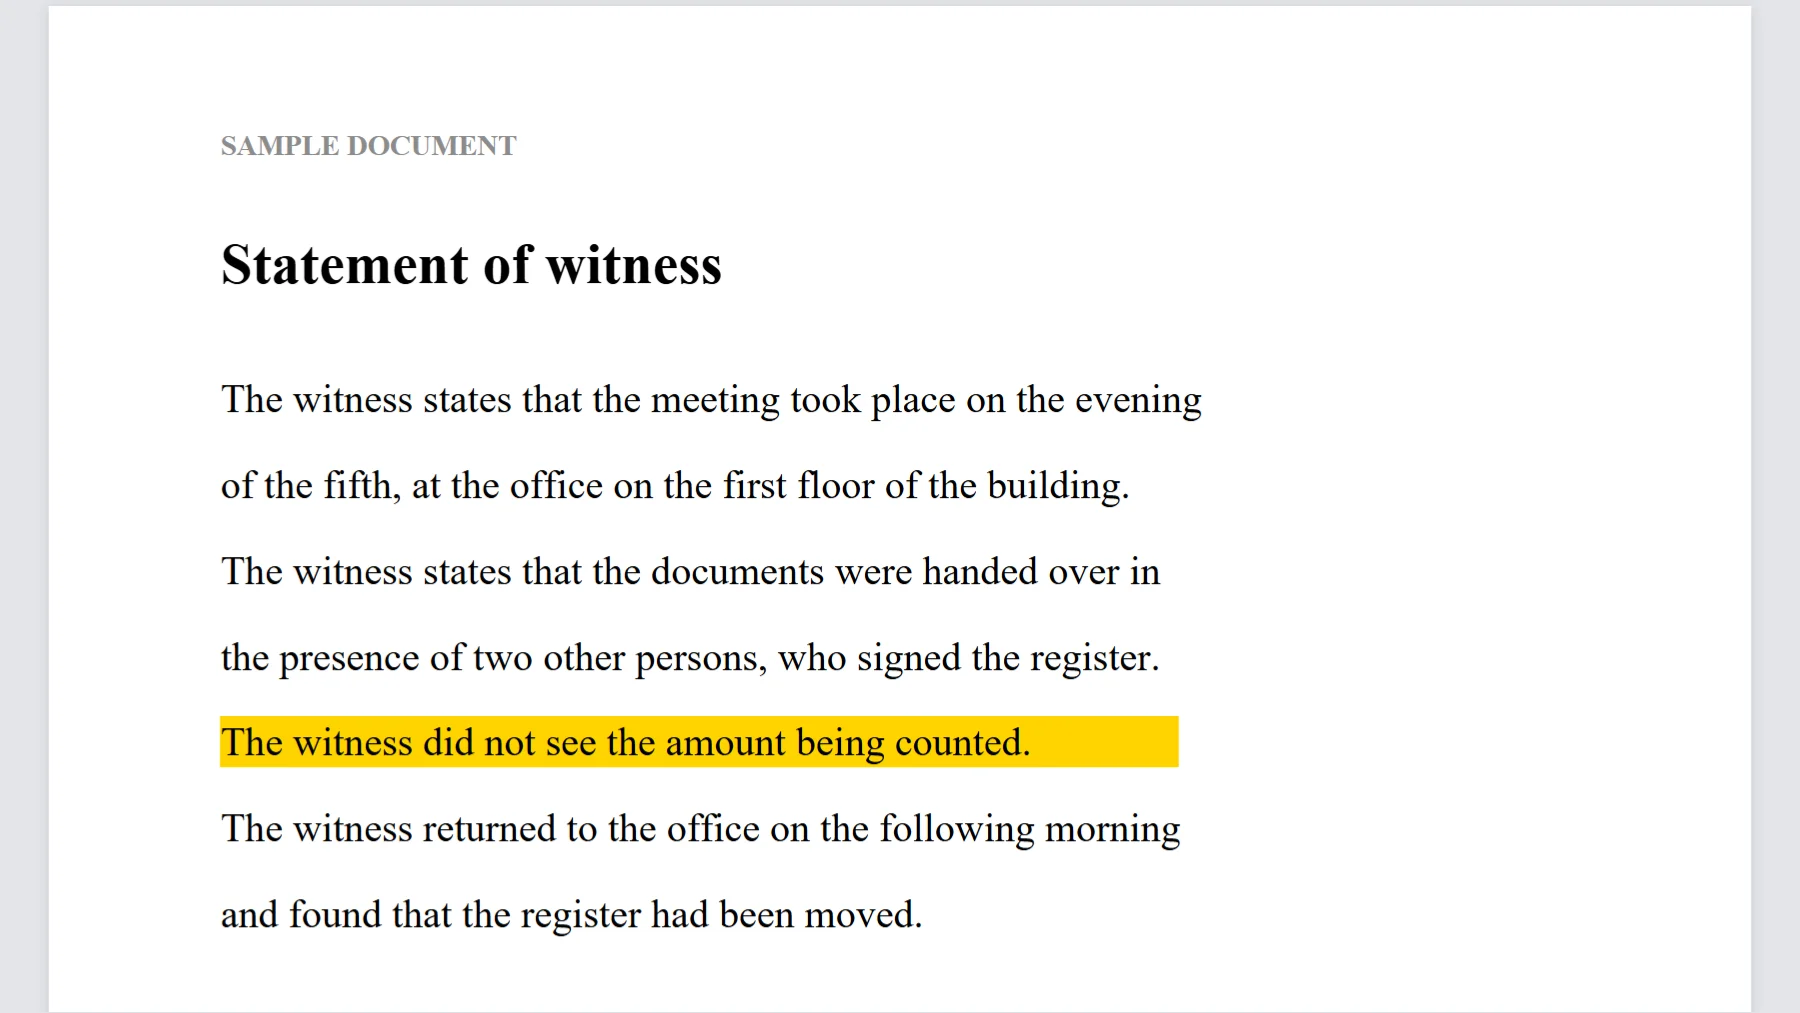 SAMPLE DOCUMENT
Statement of witness
The witness states that the meeting took place on the evening
of the fifth, at the office on the first floor of the building.
The witness states that the documents were handed over in
the presence of two other persons, who signed the register.
The witness did not see the amount being counted.
The witness returned to the office on the following morning
and found that the register had been moved.